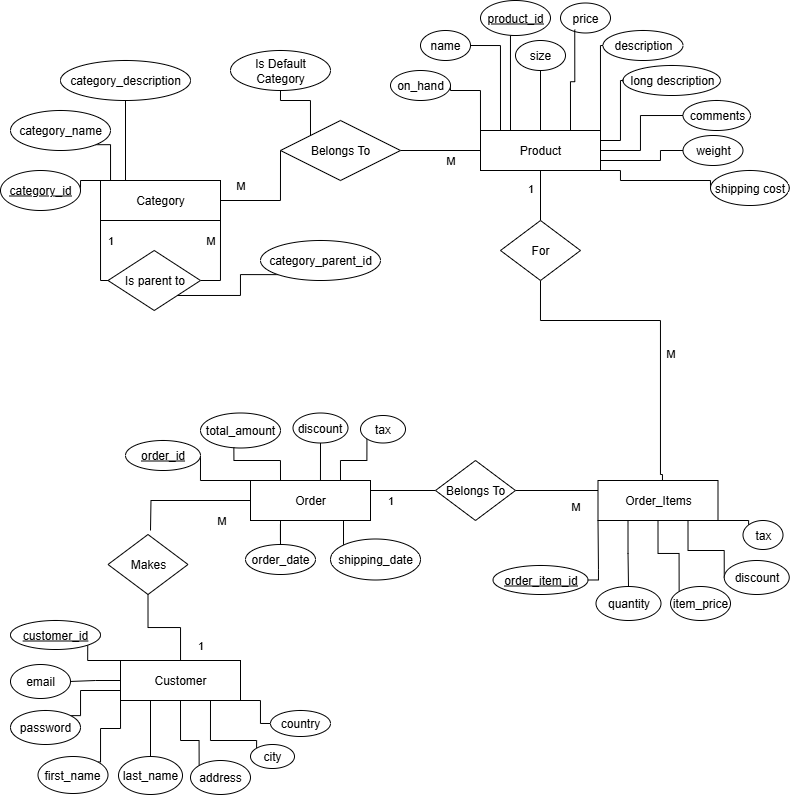 product_id
price
name
size
description
Is Default
Category
category_description
on_hand
long description
comments
category_name
Belongs To
Product
weight
M
M
category_id
Category
1
shipping cost
1
M
Is parent to
category_parent_id
For
M
order_id
total_amount
discount
tax
Order
1
Belongs To
M
Order_Items
M
order_date
shipping_date
tax
Makes
order_item_id
discount
quantity
item_price
customer_id
1
email
Customer
password
country
city
first_name
last_name
address